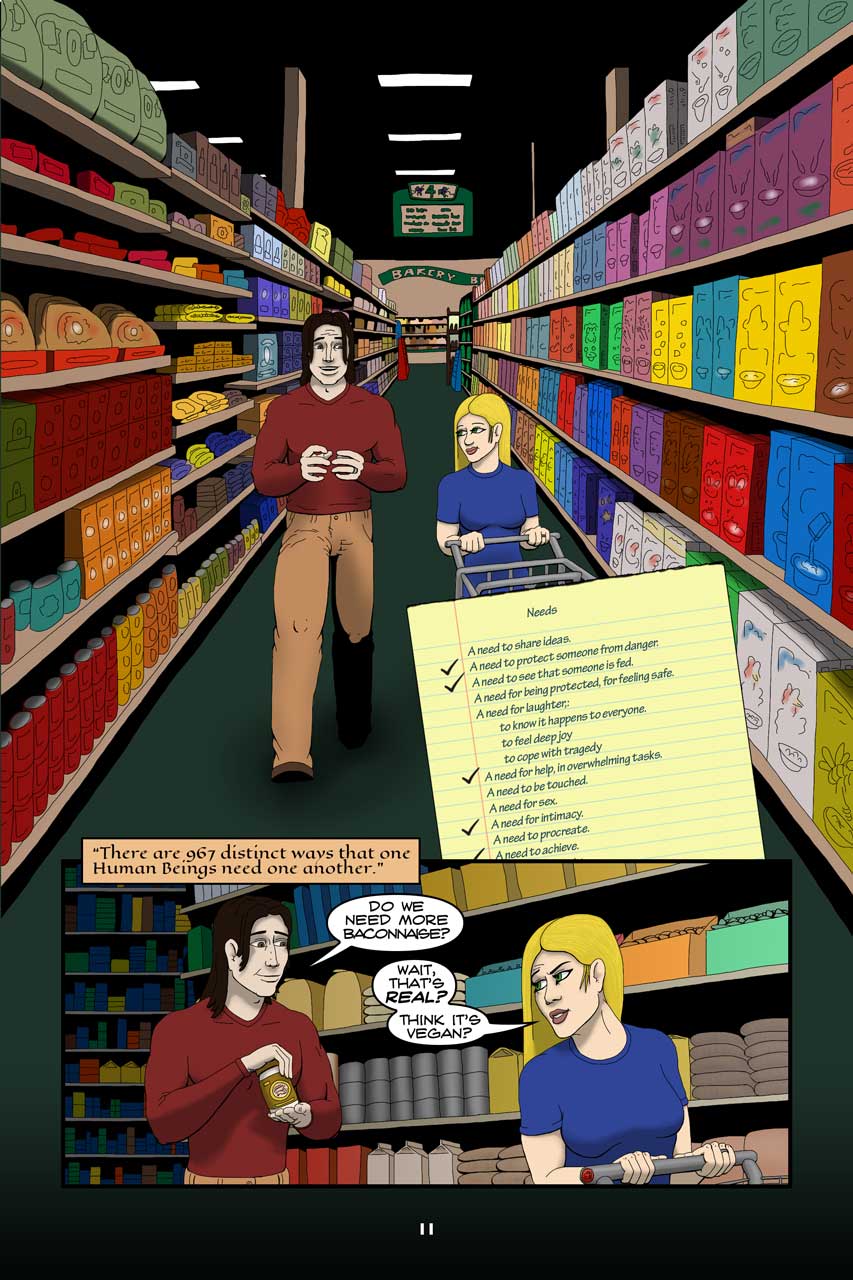 4
BAKERY B
Needs
A need to share ideas.
A need to protect someone from danger.
A need to see that someone is fed.
A need for being protected, for feeling safe.
A need for laughter,:
to know it happens to everyone.
to feel deep joy
to cope with tragedy
A need for help, in overwhelming tasks.
A need to be touched.
A need for sex.
A need for intimacy.
A need to procreate.
A need to achieve.
"There are 967 distinct ways that one
Human Beings need one another."
DO WE
NEED MORE
BACONNAISE?
WAIT,
THAT'S
REAL?
THINK IT'S
VEGAN?
11